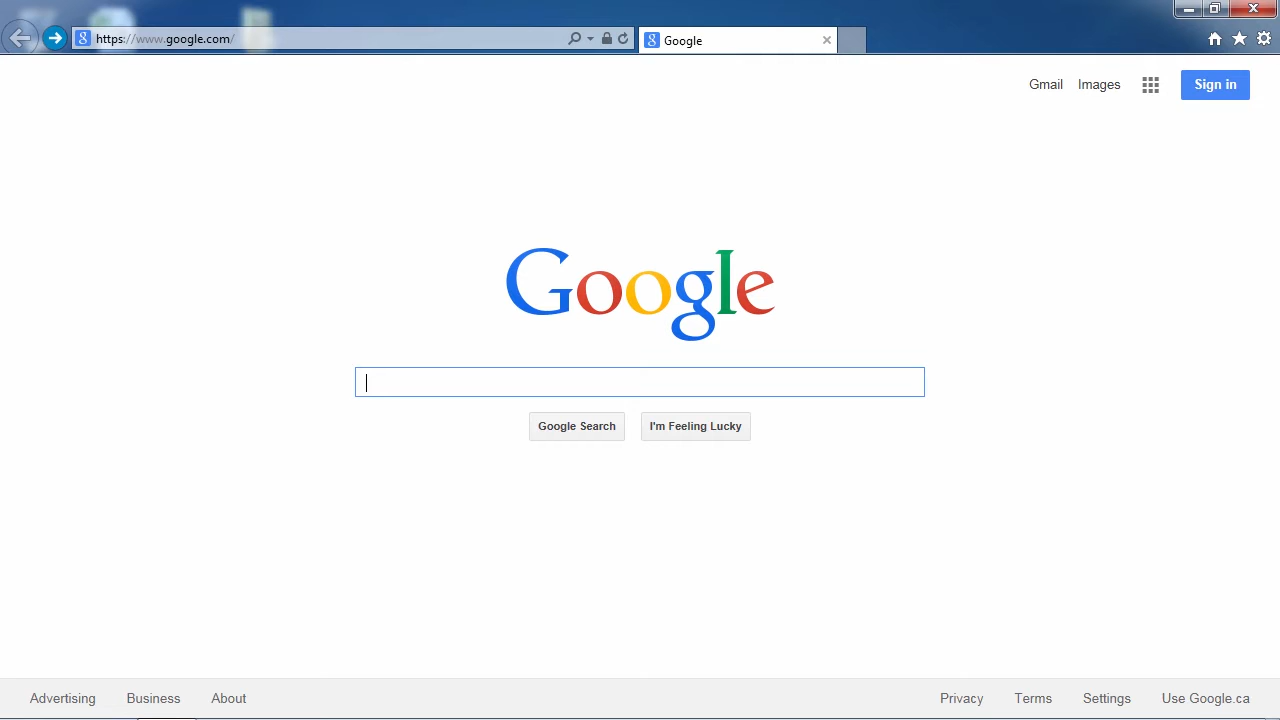 https://www.google.com/
Google
Gmail Images Sign in
Google
Google Search I'm Feeling Lucky
Advertising Business About Privacy Terms Settings Use Google.ca